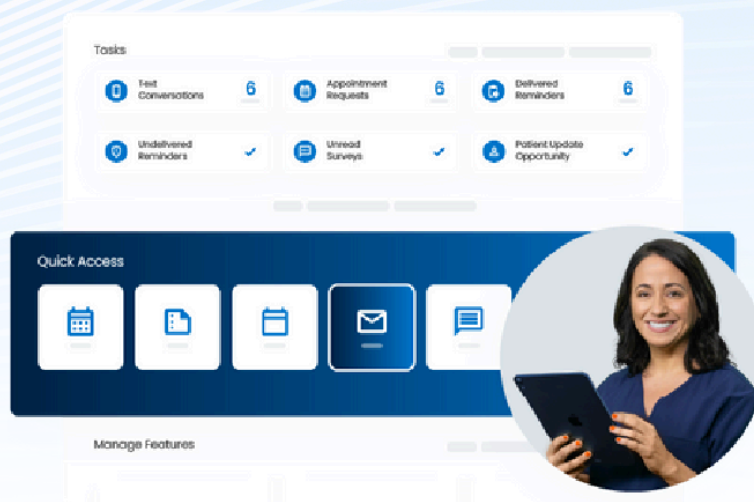 Tasks
Text
Conversations
6
Appointment
Requests
6
Delivered
Reminders
6
Undelivered
Reminders
Unread
Surveys
Patient Update
Opportunity
Quick Access
Manage Features